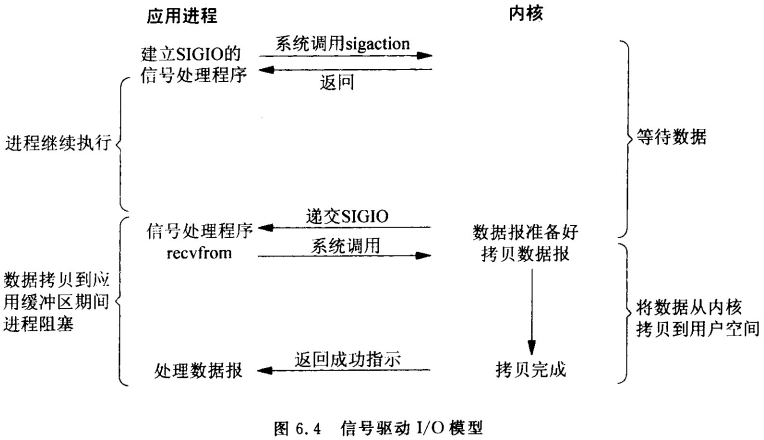 应用进程
内核
建立SIGIO的
信号处理程序
系统调用sigaction
返回
进程继续执行
等待数据
信号处理程序
recvfrom
递交SIGIO
系统调用
数据报准备好
拷贝数据报
数据拷贝到应
用缓冲区期间
进程阻塞
将数据从内核
拷贝到用户空间
处理数据报
返回成功指示
拷贝完成
图 6.4 信号驱动 I/O 模型